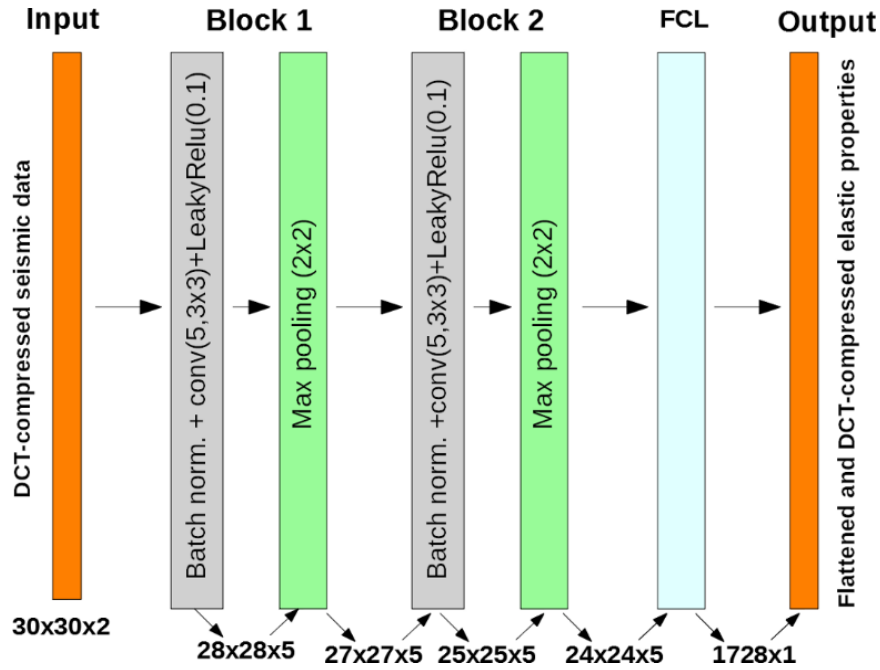 Input
Block 1
Block 2
FCL
Output
DCT-compressed seismic data
Batch norm. + conv(5,3x3)+LeakyRelu(0.1)
Max pooling (2x2)
Batch norm. +conv(5,3x3)+LeakyRelu(0.1)
Max pooling (2x2)
Flattened and DCT-compressed elastic properties
30x30x2
28x28x5
27x27x5
25x25x5
24x24x5
1728x1